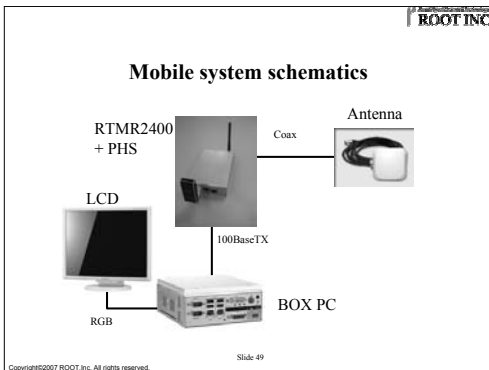 ROOT INC
Mobile system schematics
Antenna
RTMR2400
+ PHS
Coax
LCD
100BaseTX
BOX PC
RGB
Slide 49
Copyright©2007 ROOT,Inc. All rights reserved.